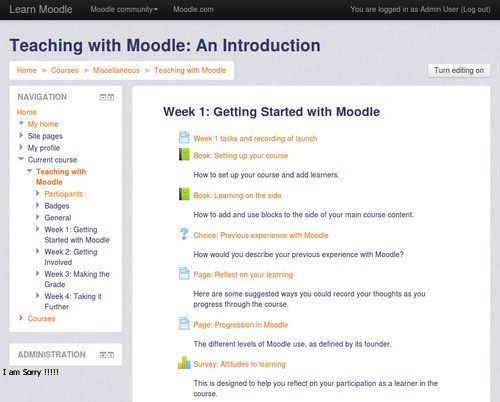 Learn Moodle
Moodle community
Moodle.com
You are logged in as Admin User (Log out)
Teaching with Moodle: An Introduction
Home
Courses
Miscellaneous
Teaching with Moodle
Turn editing on
NAVIGATION
Home
My home
Site pages
My profile
Current course
Teaching with
Moodle
Participants
Badges
General
Week 1: Getting
Started with Moodle
Week 2: Getting
Involved
Week 3: Making the
Grade
Week 4: Taking it
Further
Courses
ADMINISTRATION
I am Sorry !!!!!
Week 1: Getting Started with Moodle
Week 1 tasks and recording of launch
Book: Setting up your course
How to set up your course and add learners.
Book: Learning on the side
How to add and use blocks to the side of your main course content.
Choice: Previous experience with Moodle
How would you describe your previous experience with Moodle?
Page: Reflect on your learning
Here are some suggested ways you could record your thoughts as you
progress through the course.
Page: Progression in Moodle
The different levels of Moodle use, as defined by its founder.
Survey: Attitudes to learning
This is designed to help you reflect on your participation as a learner in the
course.